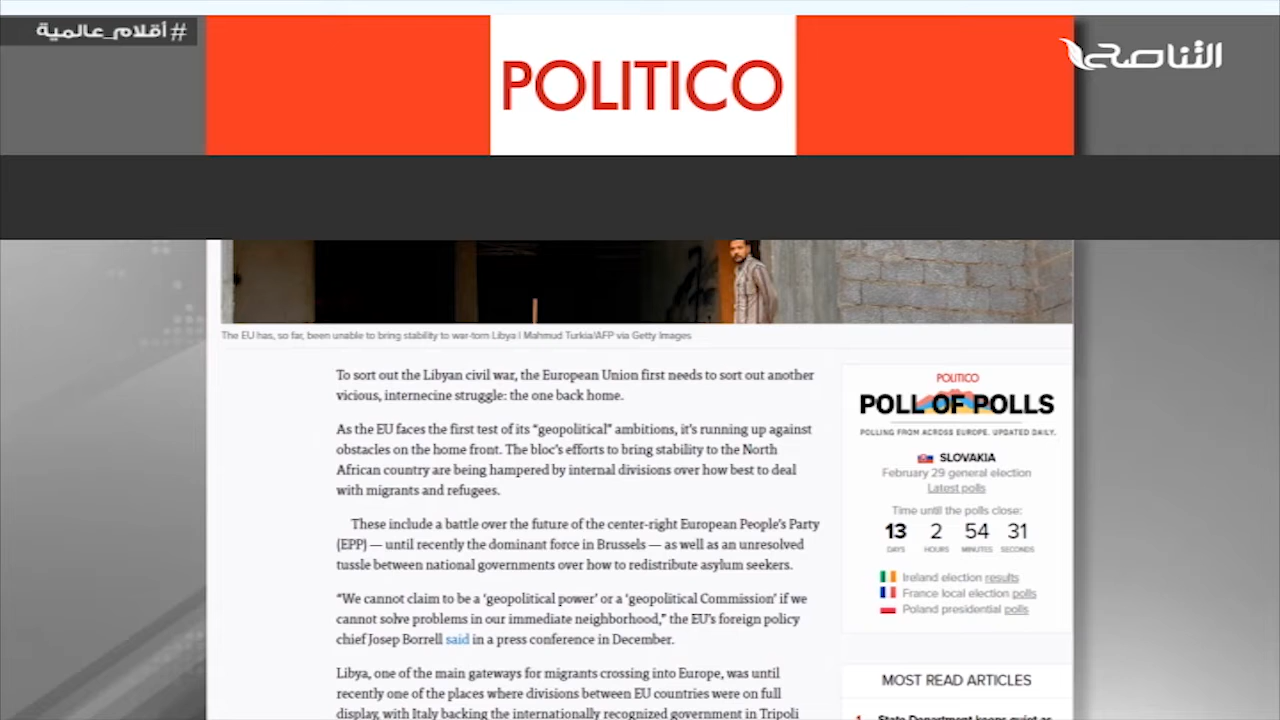 #أقلام_عالمية
التناصح
POLITICO
The EU has, so far, been unable to bring stability to war-torn Libya | Mahmud Turkia/AFP via Getty Images
To sort out the Libyan civil war, the European Union first needs to sort out another
vicious, internecine struggle: the one back home.
As the EU faces the first test of its “geopolitical” ambitions, it’s running up against
obstacles on the home front. The bloc’s efforts to bring stability to the North
African country are being hampered by internal divisions over how best to deal
with migrants and refugees.
These include a battle over the future of the center-right European People’s Party
(EPP) — until recently the dominant force in Brussels — as well as an unresolved
tussle between national governments over how to redistribute asylum seekers.
“We cannot claim to be a ‘geopolitical power’ or a ‘geopolitical Commission’ if we
cannot solve problems in our immediate neighborhood,” the EU’s foreign policy
chief Josep Borrell said in a press conference in December.
Libya, one of the main gateways for migrants crossing into Europe, was until
recently one of the places where divisions between EU countries were on full
display, with Italy backing the internationally recognized government in Tripoli
POLITICO
POLL OF POLLS
POLLING FROM ACROSS EUROPE. UPDATED DAILY.
SLOVAKIA
February 29 general election
Latest polls
Time until the polls close:
13 2 54 31
DAYS HOURS MINUTES SECONDS
Ireland election results
France local election polls
Poland presidential polls
MOST READ ARTICLES
1 State Department keeps quiet as